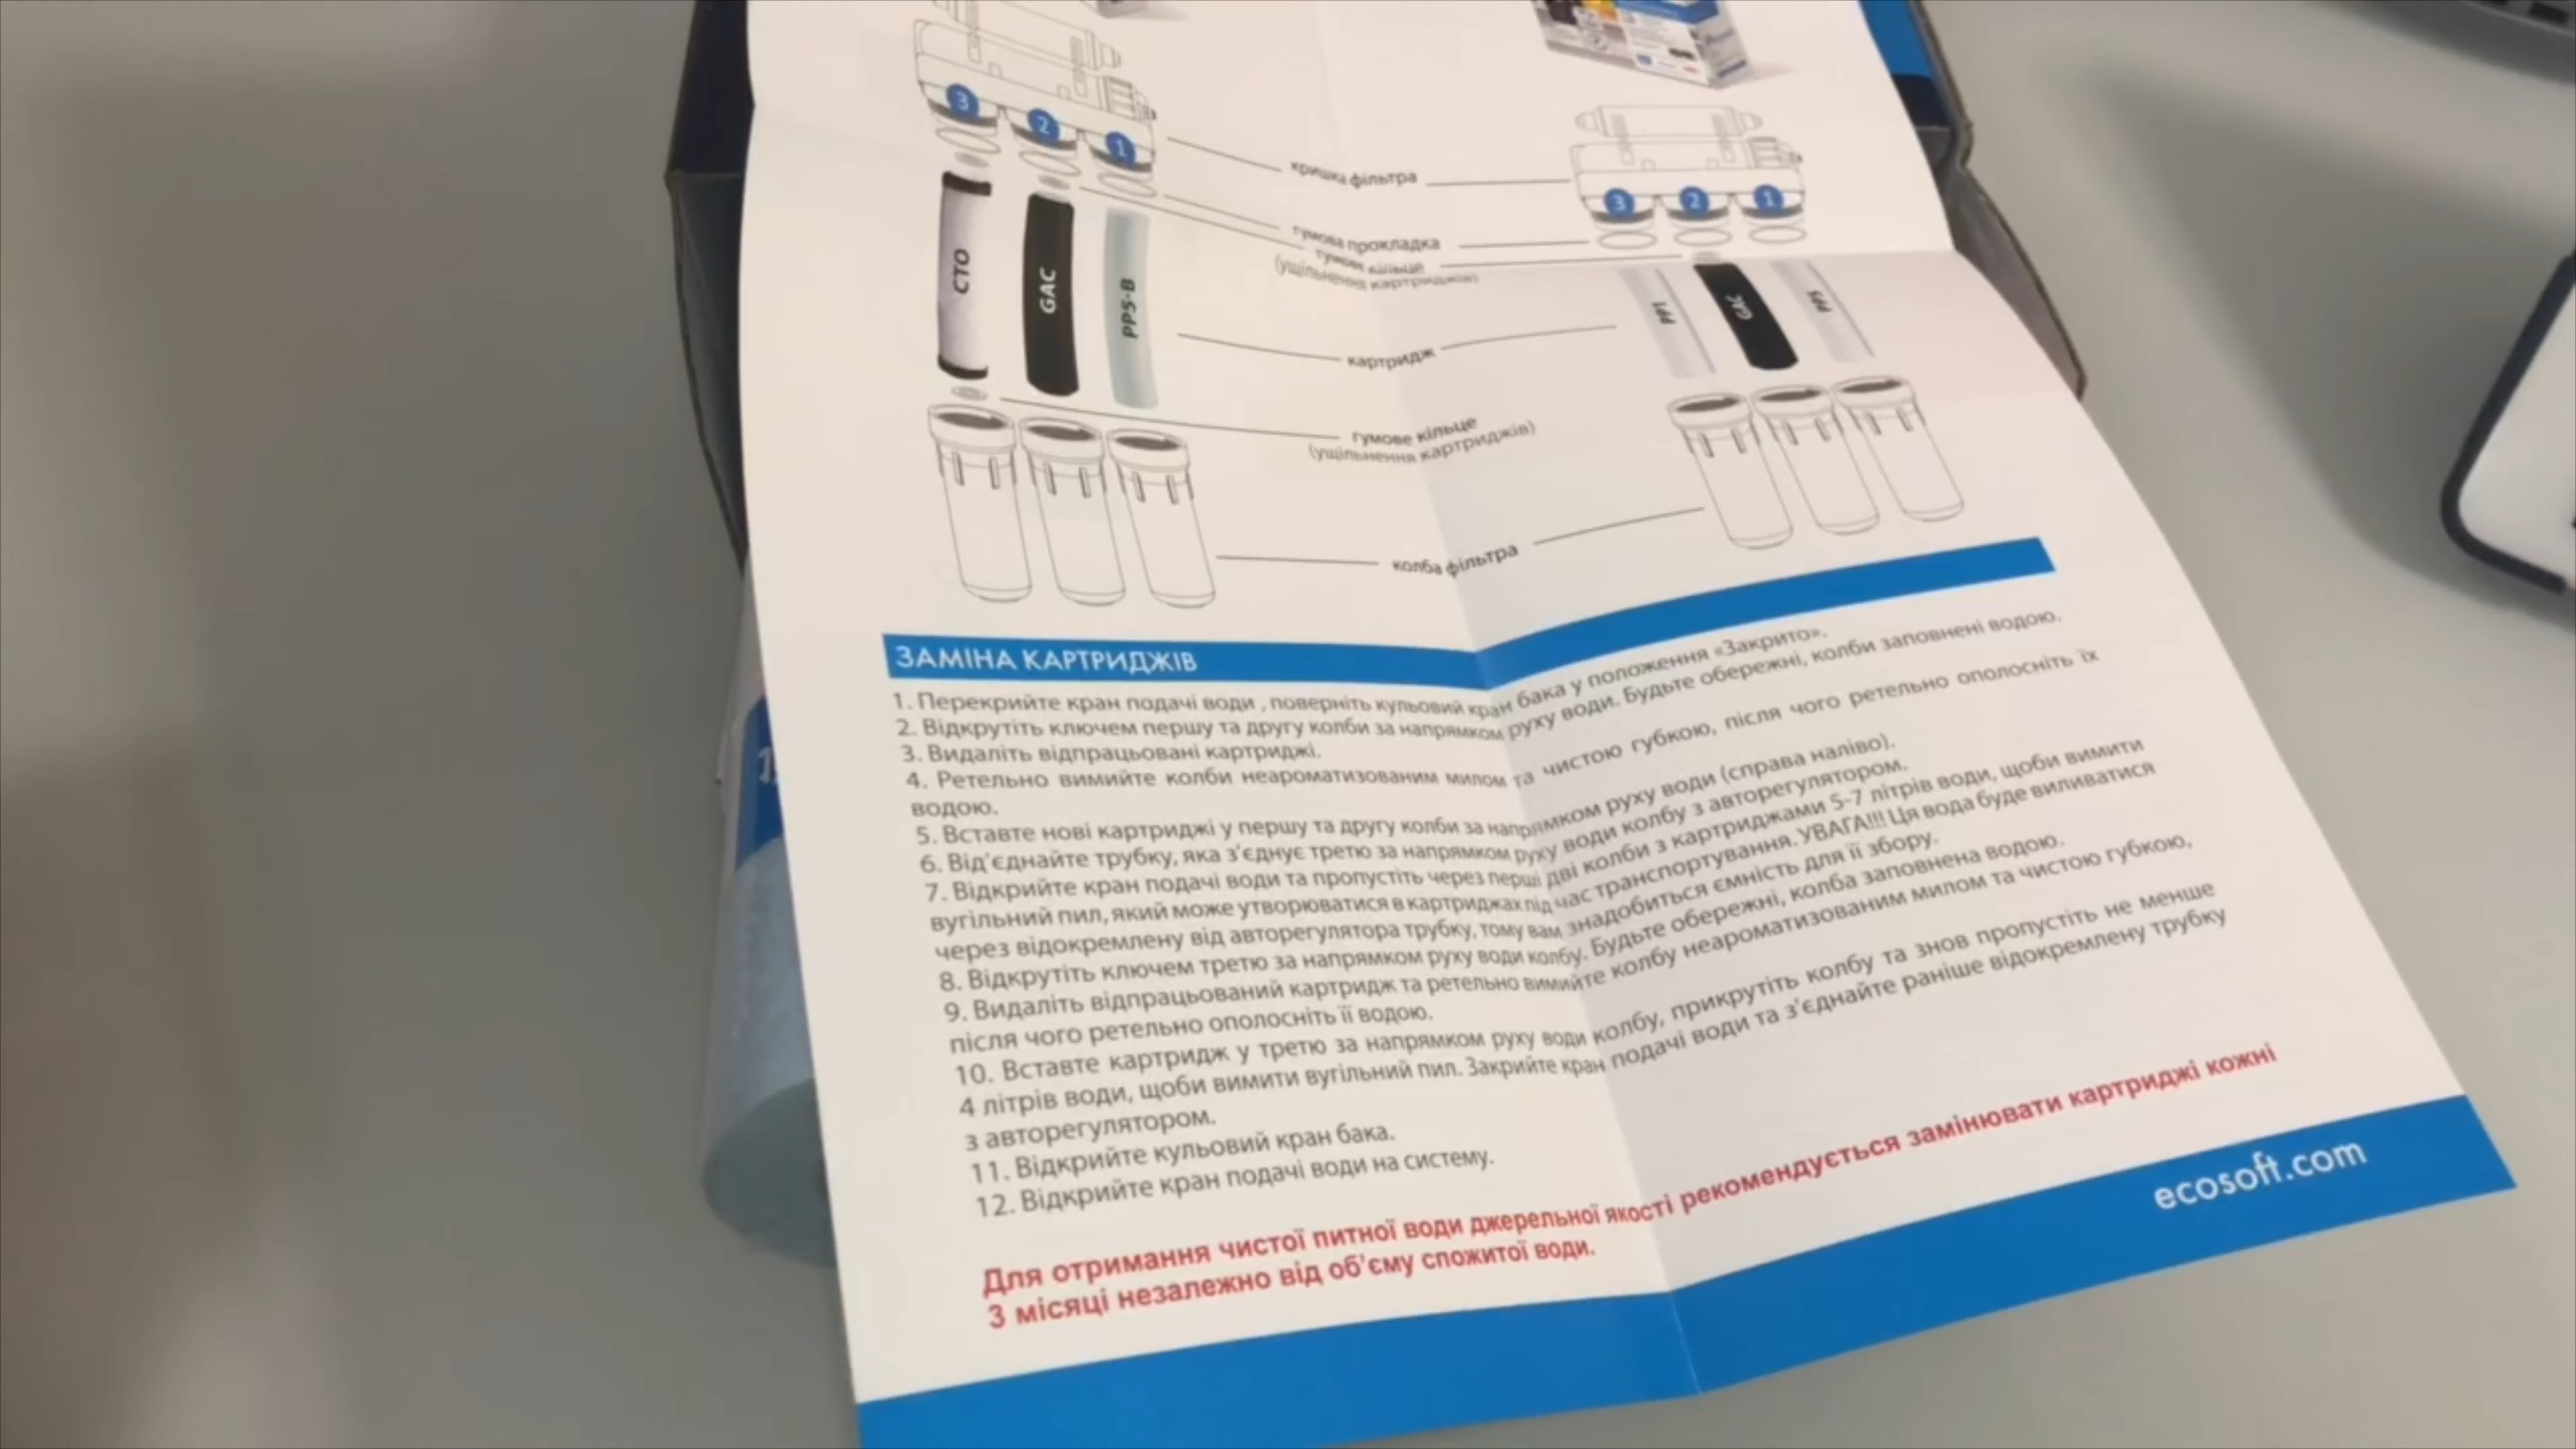 3
2
1
кришка фільтра
3
2
1
гумова прокладка
гумове кільце
(ущільнення картриджів)
CTO
GAC
PP5-B
PP1
GAC
PP5
картридж
гумове кільце
(ущільнення картриджів)
колба фільтра
ЗАМІНА КАРТРИДЖІВ
1. Перекрийте кран подачі води , поверніть кульовий кран бака у положення «Закрито».
2. Відкрутіть ключем першу та другу колби за напрямком руху води. Будьте обережні, колби заповнені водою.
3. Видаліть відпрацьовані картриджі.
4. Ретельно вимийте колби неароматизованим милом та чистою губкою, після чого ретельно ополосніть їх
водою.
5. Вставте нові картриджі у першу та другу колби за напрямком руху води (справа наліво).
6. Від'єднайте трубку, яка з'єднує третю за напрямком руху води колбу з авторегулятором.
7. Відкрийте кран подачі води та пропустіть через перші дві колби з картриджами 5-7 літрів води, щоби вимити
вугільний пил, який може утворюватися в картриджах під час транспортування. УВАГА!!! Ця вода буде виливатися
через відокремлену від авторегулятора трубку, тому вам знадобиться ємність для її збору.
8. Відкрутіть ключем третю за напрямком руху води колбу. Будьте обережні, колба заповнена водою.
9. Видаліть відпрацьований картридж та ретельно вимийте колбу неароматизованим милом та чистою губкою,
після чого ретельно ополосніть її водою.
10. Вставте картридж у третю за напрямком руху води колбу, прикрутіть колбу та знов пропустіть не менше
4 літрів води, щоби вимити вугільний пил. Закрийте кран подачі води та з'єднайте раніше відокремлену трубку
з авторегулятором.
11. Відкрийте кульовий кран бака.
12. Відкрийте кран подачі води на систему.
Для отримання чистої питної води джерельної якості рекомендується замінювати картриджі кожні
3 місяці незалежно від об'єму спожитої води.
ecosoft.com